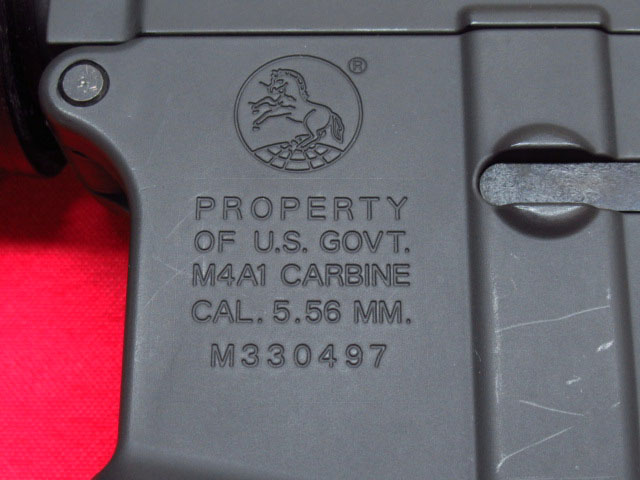 ®
PROPERTY
OF U.S. GOVT.
M4A1 CARBINE
CAL. 5.56 MM.
M330497